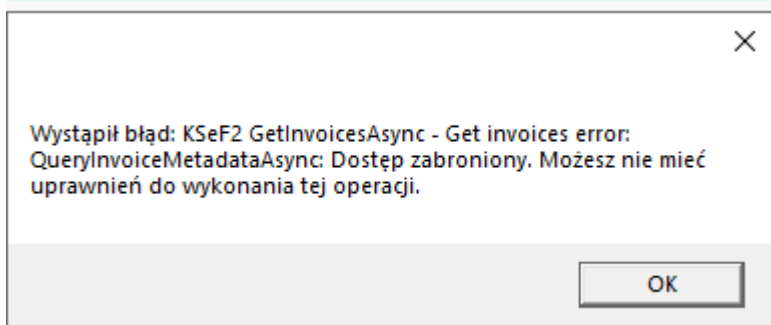 Wystąpił błąd: KSeF2 GetInvoicesAsync - Get invoices error:
QueryInvoiceMetadataAsync: Dostęp zabroniony. Możesz nie mieć
uprawnień do wykonania tej operacji.
OK